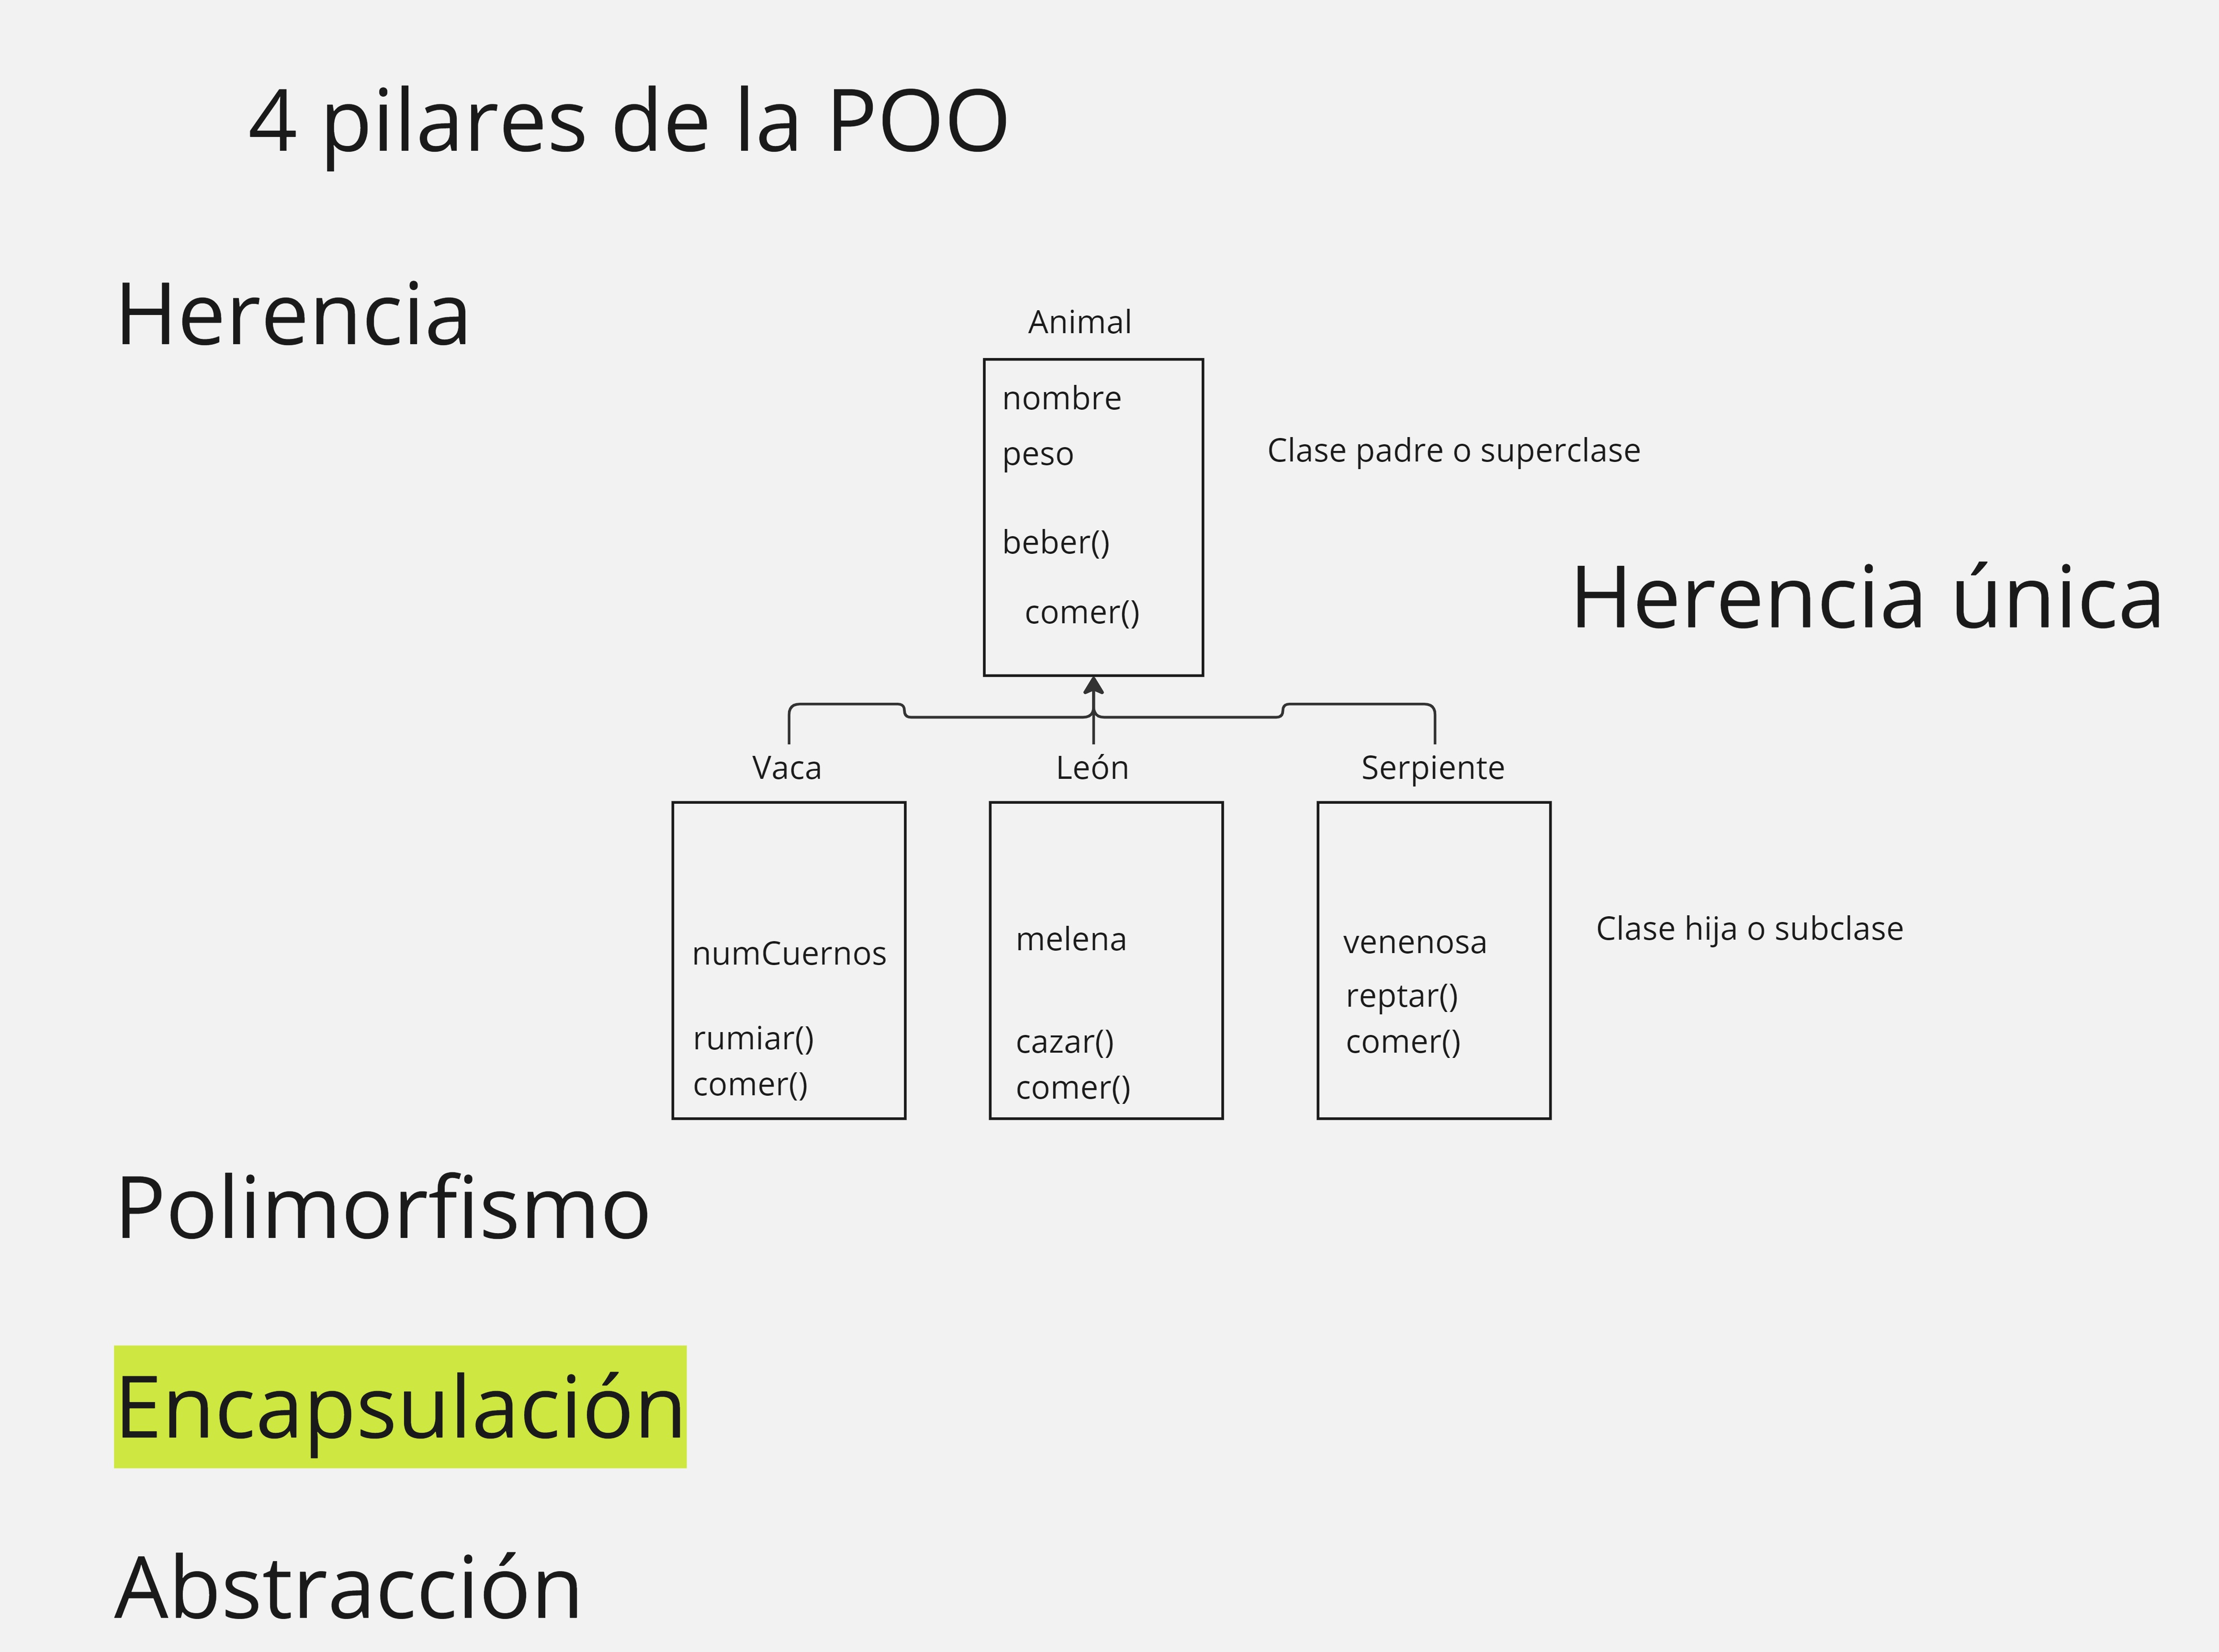 4 pilares de la POO
Herencia
Animal
nombre
peso
Clase padre o superclase
beber()
comer()
Herencia única
Vaca
numCuernos
rumiar()
comer()
León
melena
cazar()
comer()
Serpiente
venenosa
reptar()
comer()
Clase hija o subclase
Polimorfismo
Encapsulación
Abstracción